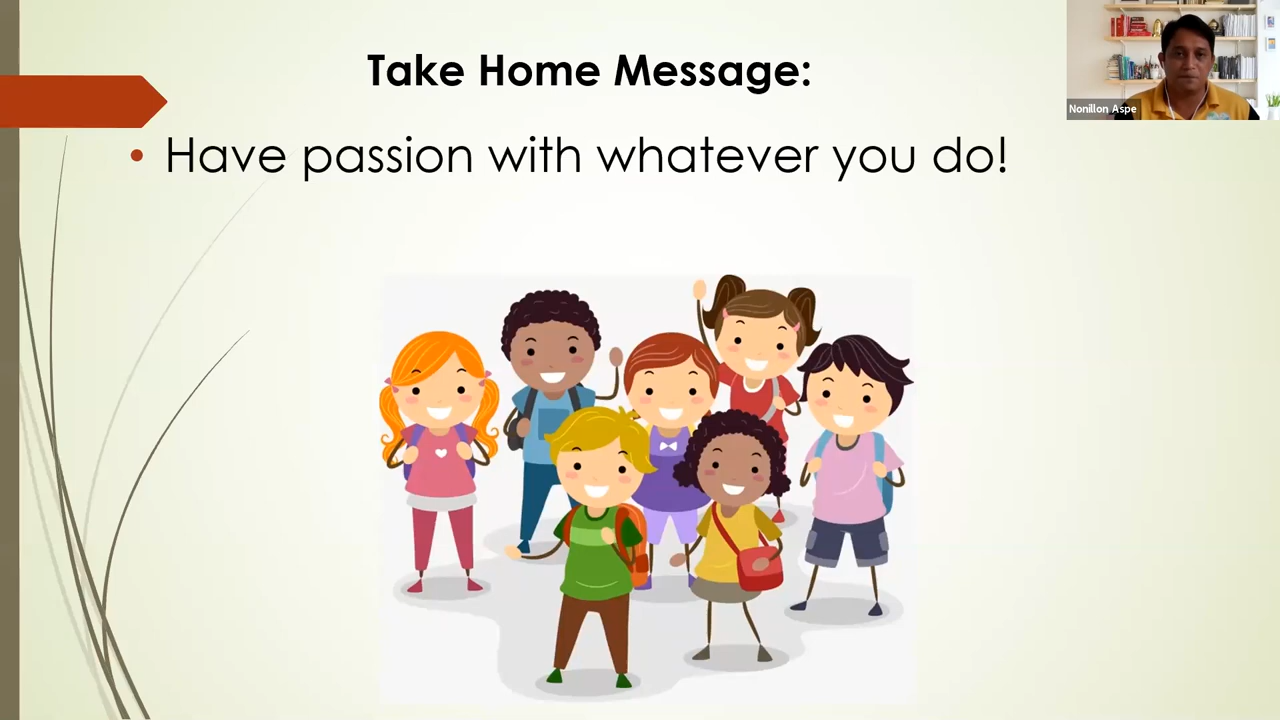 Take Home Message:
• Have passion with whatever you do!
Nonillon Aspe